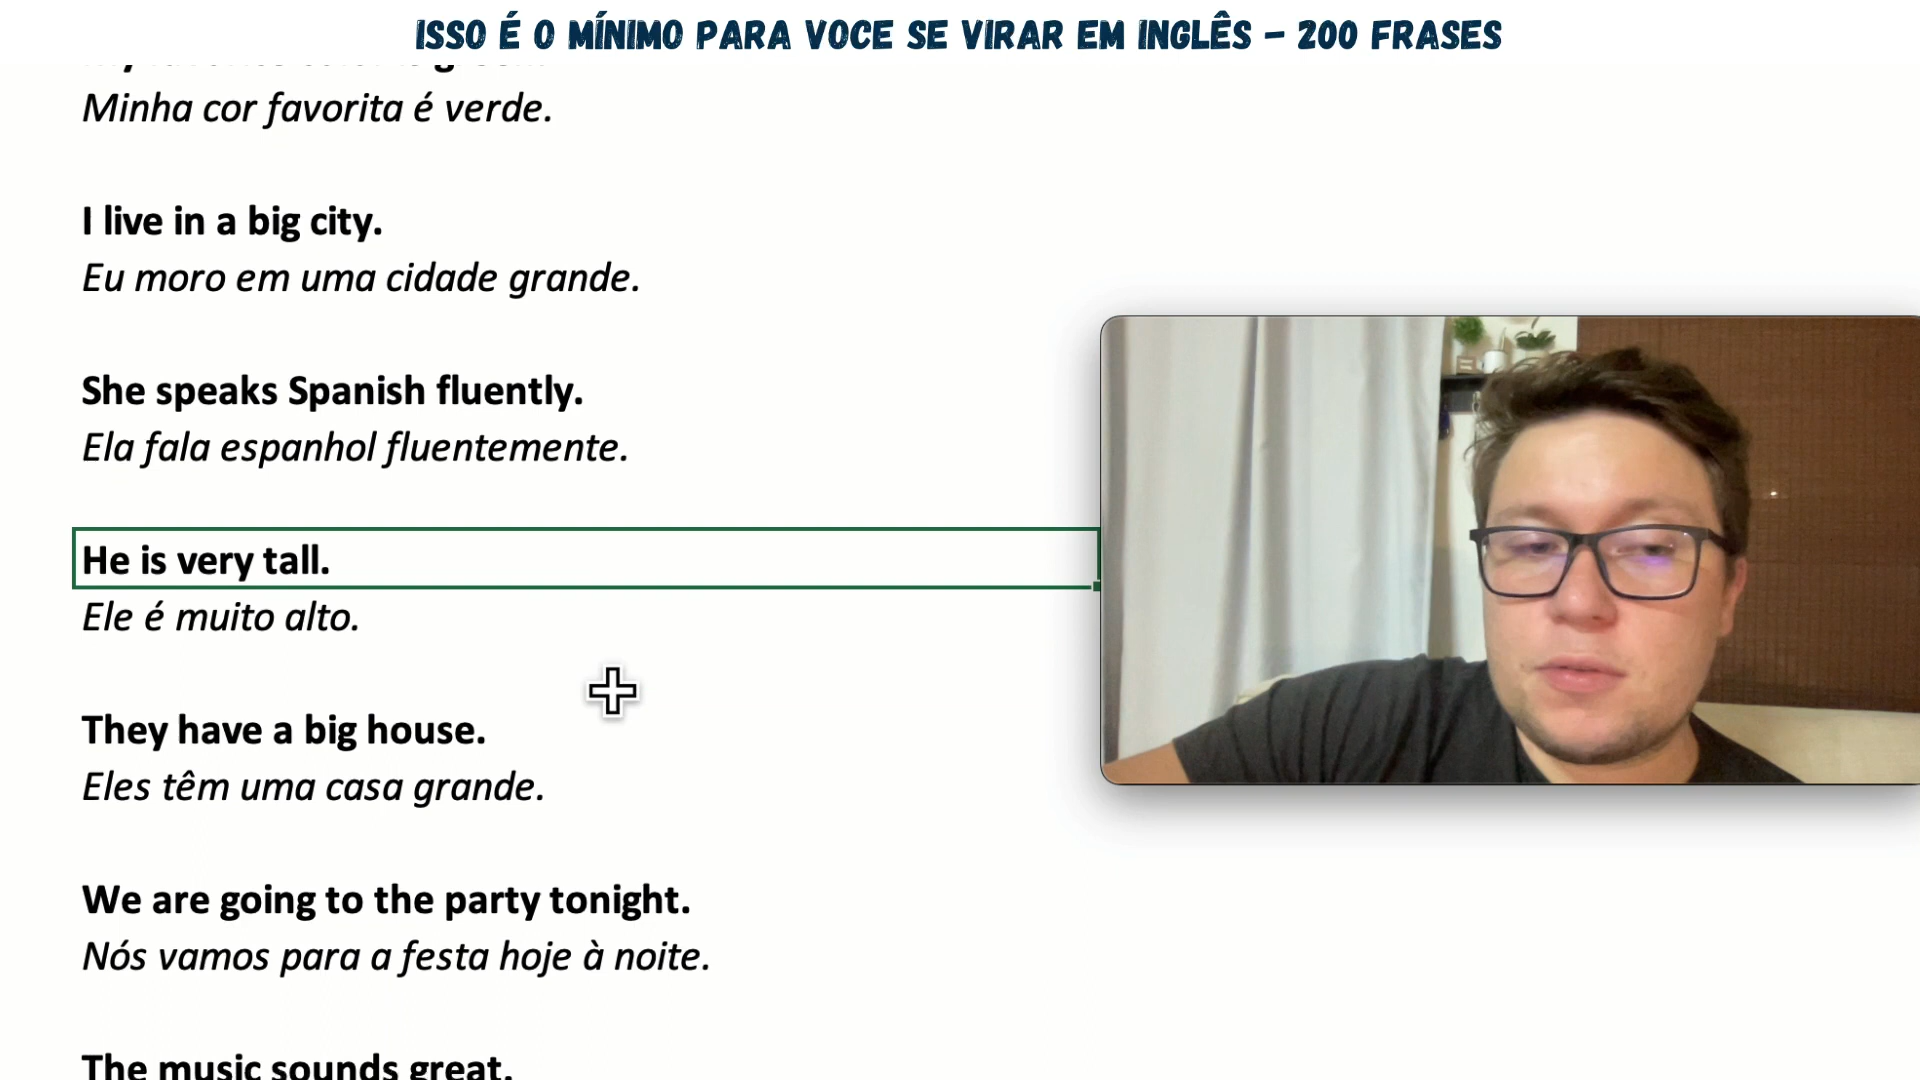 ISSO É O MÍNIMO PARA VOCE SE VIRAR EM INGLÊS – 200 FRASES
Minha cor favorita é verde.
I live in a big city.
Eu moro em uma cidade grande.
She speaks Spanish fluently.
Ela fala espanhol fluentemente.
He is very tall.
Ele é muito alto.
They have a big house.
Eles têm uma casa grande.
We are going to the party tonight.
Nós vamos para a festa hoje à noite.
The music sounds great.